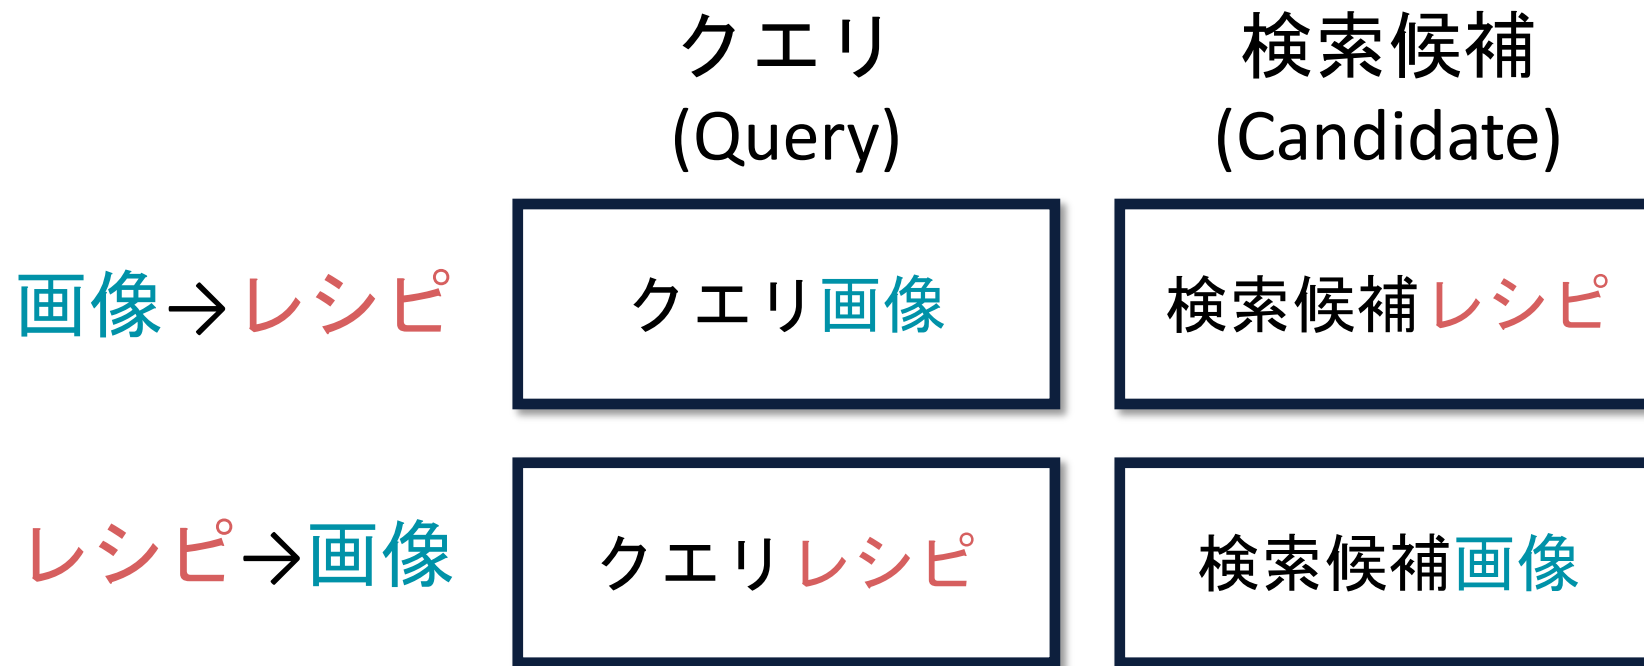 クエリ 検索候補
(Query) (Candidate)
画像→レシピ クエリ画像 検索候補レシピ
レシピ→画像 クエリレシピ 検索候補画像